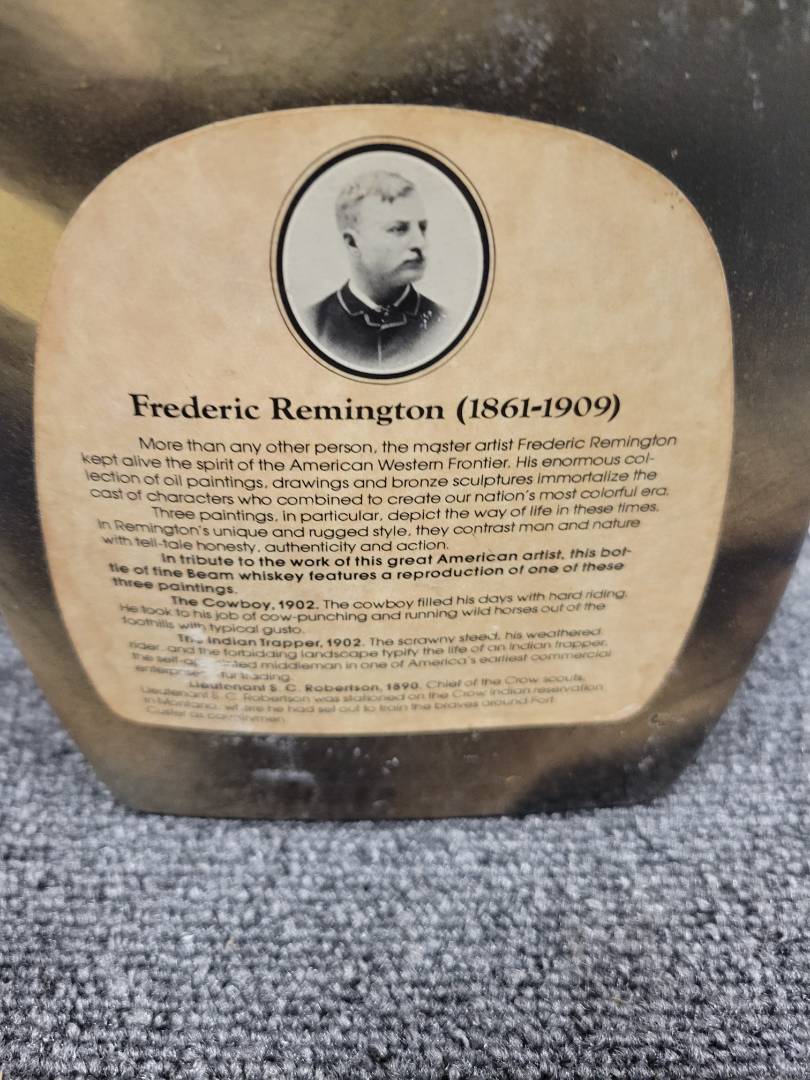 Frederic Remington (1861-1909)
More than any other person, the master artist Frederic Remington
kept alive the spirit of the American Western Frontier. His enormous col-
lection of oil paintings, drawings and bronze sculptures immortalize the
cast of characters who combined to create our nation's most colorful era.
Three paintings, in particular, depict the way of life in these times.
In Remington's unique and rugged style, they contrast man and nature
with tell-tale honesty, authenticity and action.
In tribute to the work of this great American artist, this bot-
tle of fine Beam whiskey features a reproduction of one of these
three paintings.
The Cowboy, 1902. The cowboy filled his days with hard riding.
He took to his job of cow-punching and running wild horses out of the
foothills with typical gusto.
The Indian Trapper, 1902. The scrawny steed, his weathered
rider, and the forbidding landscape typify the life of an Indian trapper,
the middleman in one of America's earliest commercial
enterprises, fur trading.
Lieutenant S. C. Robertson, 1890. Chief of the Crow scouts,
Lieutenant S. C. Robertson was stationed on the Crow Indian reservation
in Montana, where he had set out to train the braves around Fort
Custer as